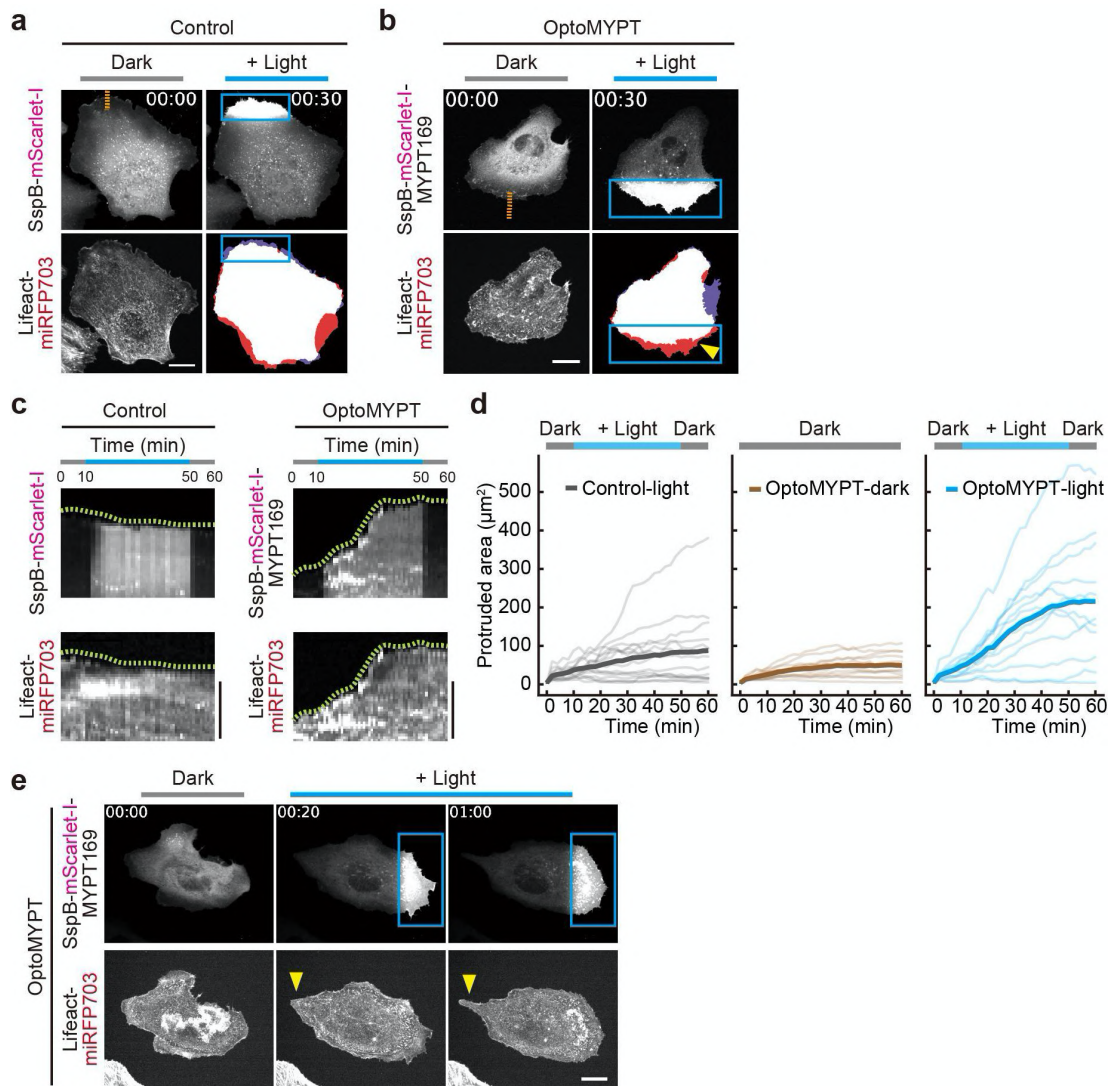 a
Control
Dark
+ Light
SspB-mScarlet-I
00:00
00:30
Lifeact-
miRFP703
b
OptoMYPT
Dark
+ Light
SspB-mScarlet-I-
MYPT169
00:00
00:30
Lifeact-
miRFP703
c
Control
Time (min)
0 10 50 60
SspB-mScarlet-I
Lifeact-
miRFP703
OptoMYPT
Time (min)
0 10 50 60
SspB-mScarlet-I-
MYPT169
Lifeact-
miRFP703
d
Dark + Light Dark
Dark
Dark + Light Dark
Protruded area (µm²)
500
400
300
200
100
0
Control-light
OptoMYPT-dark
OptoMYPT-light
0 10 20 30 40 50 60
Time (min)
0 10 20 30 40 50 60
Time (min)
0 10 20 30 40 50 60
Time (min)
e
Dark
+ Light
OptoMYPT
SspB-mScarlet-I-
MYPT169
00:00
00:20
01:00
Lifeact-
miRFP703